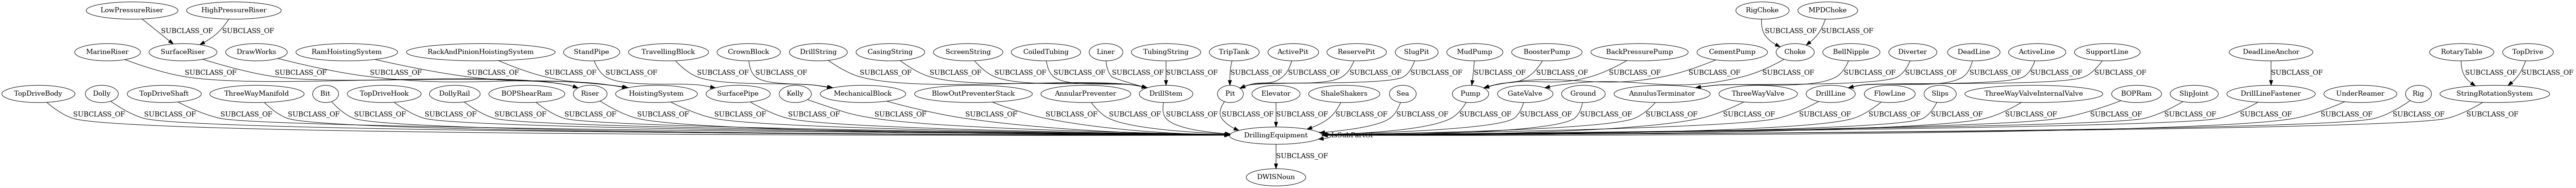 LowPressureRiser HighPressureRiser RigChoke MPDChoke
SUBCLASS_OF SUBCLASS_OF SUBCLASS_OF SUBCLASS_OF
MarineRiser SurfaceRiser DrawWorks RamHoistingSystem RackAndPinionHoistingSystem StandPipe TravellingBlock CrownBlock DrillString CasingString ScreenString CoiledTubing Liner TubingString TripTank ActivePit ReservePit SlugPit MudPump BoosterPump BackPressurePump CementPump Choke BellNipple Diverter DeadLine ActiveLine SupportLine DeadLineAnchor RotaryTable TopDrive
SUBCLASS_OF SUBCLASS_OF SUBCLASS_OF SUBCLASS_OF SUBCLASS_OF SUBCLASS_OF SUBCLASS_OF SUBCLASS_OF SUBCLASS_OF SUBCLASS_OF SUBCLASS_OF SUBCLASS_OF SUBCLASS_OF SUBCLASS_OF SUBCLASS_OF SUBCLASS_OF SUBCLASS_OF SUBCLASS_OF SUBCLASS_OF SUBCLASS_OF SUBCLASS_OF SUBCLASS_OF SUBCLASS_OF SUBCLASS_OF SUBCLASS_OF SUBCLASS_OF SUBCLASS_OF SUBCLASS_OF SUBCLASS_OF SUBCLASS_OF SUBCLASS_OF
TopDriveBody Dolly TopDriveShaft ThreeWayManifold Bit TopDriveHook DollyRail BOPShearRam Riser HoistingSystem SurfacePipe Kelly MechanicalBlock BlowOutPreventerStack AnnularPreventer DrillStem Pit Elevator ShaleShakers Sea Pump GateValve Ground AnnulusTerminator ThreeWayValve DrillLine FlowLine Slips ThreeWayValveInternalValve BOPRam SlipJoint DrillLineFastener UnderReamer Rig StringRotationSystem
SUBCLASS_OF SUBCLASS_OF SUBCLASS_OF SUBCLASS_OF SUBCLASS_OF SUBCLASS_OF SUBCLASS_OF SUBCLASS_OF SUBCLASS_OF SUBCLASS_OF SUBCLASS_OF SUBCLASS_OF SUBCLASS_OF SUBCLASS_OF SUBCLASS_OF SUBCLASS_OF SUBCLASS_OF SUBCLASS_OF SUBCLASS_OF SUBCLASS_OF SUBCLASS_OF SUBCLASS_OF SUBCLASS_OF SUBCLASS_OF SUBCLASS_OF SUBCLASS_OF SUBCLASS_OF SUBCLASS_OF SUBCLASS_OF SUBCLASS_OF SUBCLASS_OF SUBCLASS_OF SUBCLASS_OF SUBCLASS_OF SUBCLASS_OF
DrillingEquipment IsSubPartOf
SUBCLASS_OF
DWISNoun